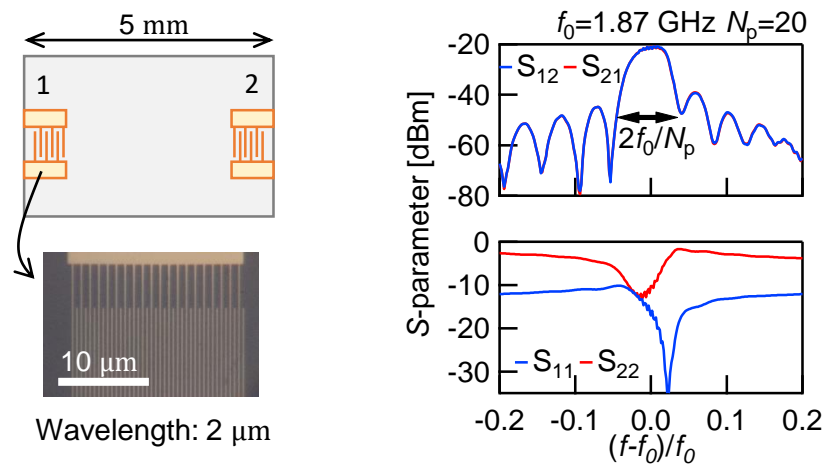 5 mm
1
2
10 μm
Wavelength: 2 μm
f₀=1.87 GHz Nₚ=20
-20
-40
-60
-80
S₁₂ S₂₁
2f₀/Nₚ
S-parameter [dBm]
0
-10
-20
-30
S₁₁ S₂₂
-0.2 -0.1 0.0 0.1 0.2
(f-f₀)/f₀